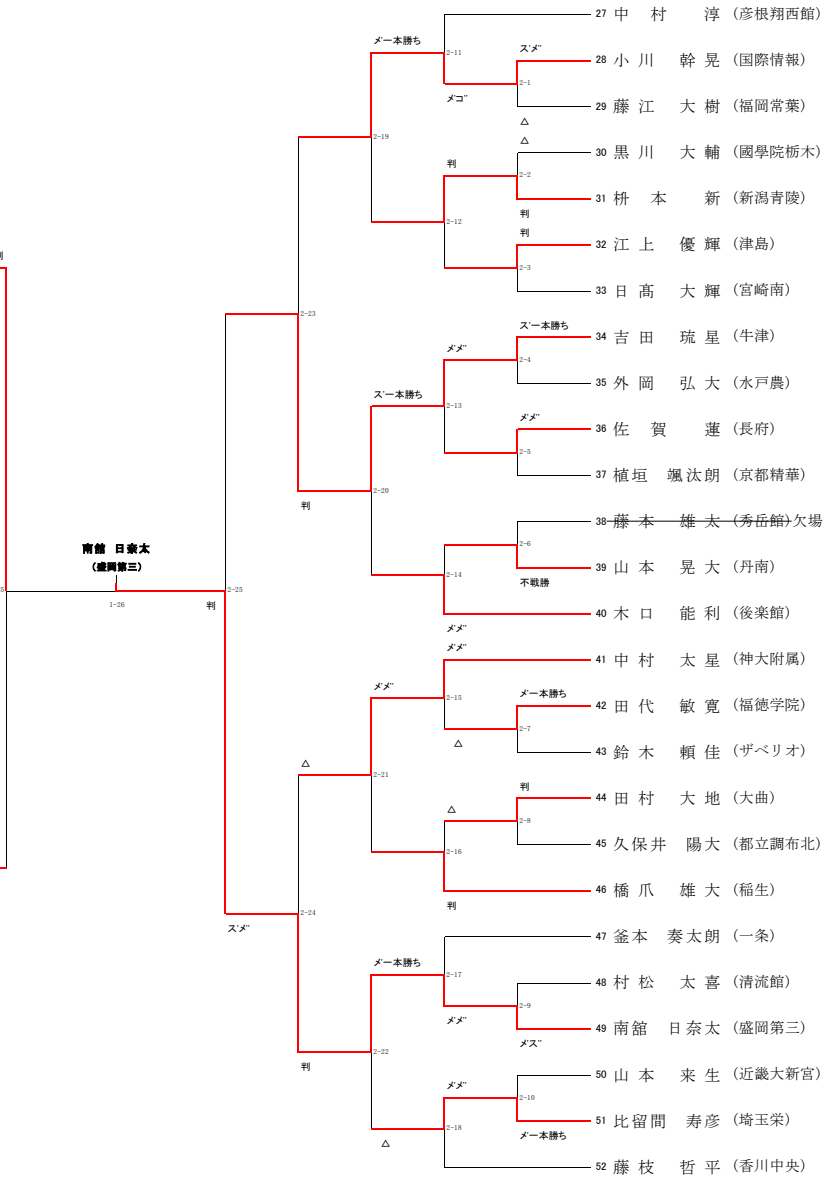 27 中村 淳 (彦根翔西館)
メ'一本勝ち
2-11
ス'メ"
28 小川 幹晃 (国際情報)
2-1
メ'コ"
29 藤江 大樹 (福岡常葉)
△
2-19
△
30 黒川 大輔 (國學院栃木)
判
2-2
31 枡本 新 (新潟青陵)
判
2-12
判
32 江上 優輝 (津島)
判
2-3
33 日髙 大輝 (宮崎南)
2-23
ス'一本勝ち
34 吉田 琉星 (牛津)
メ'メ"
2-4
35 外岡 弘大 (水戸農)
ス'一本勝ち
2-13
メ'メ"
36 佐賀 蓮 (長府)
2-5
37 植垣 颯汰朗 (京都精華)
2-20
判
38 藤本 雄太 (秀岳館)欠場
2-6
南舘 日奈太
(盛岡第三)
39 山本 晃大 (丹南)
2-14
不戦勝
5
1-26
判
2-25
40 木口 能利 (後楽館)
メ'メ"
メ'メ"
41 中村 太星 (神大附属)
メ'メ"
2-15
メ'一本勝ち
42 田代 敏寛 (福徳学院)
2-7
△
43 鈴木 頼佳 (ザベリオ)
△
2-21
判
44 田村 大地 (大曲)
△
2-8
45 久保井 陽大 (都立調布北)
2-16
46 橋爪 雄大 (稲生)
判
2-24
ス'メ"
47 釜本 奏太朗 (一条)
メ'一本勝ち
2-17
48 村松 太喜 (清流館)
2-9
メ'メ"
49 南舘 日奈太 (盛岡第三)
メ'ス"
2-22
判
50 山本 来生 (近畿大新宮)
メ'メ"
2-10
51 比留間 寿彦 (埼玉栄)
2-18
メ'一本勝ち
△
52 藤枝 哲平 (香川中央)